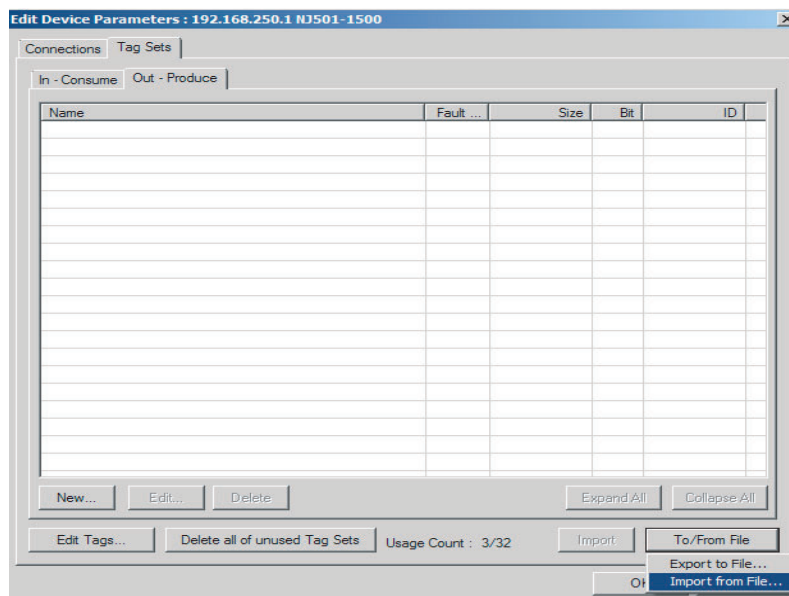 Edit Device Parameters : 192.168.250.1 NJ501-1500
Connections Tag Sets
In - Consume Out - Produce
Name Fault ... Size Bit ID
New... Edit... Delete Expand All Collapse All
Edit Tags... Delete all of unused Tag Sets Usage Count : 3/32 Import To/From File
Export to File...
Import from File...